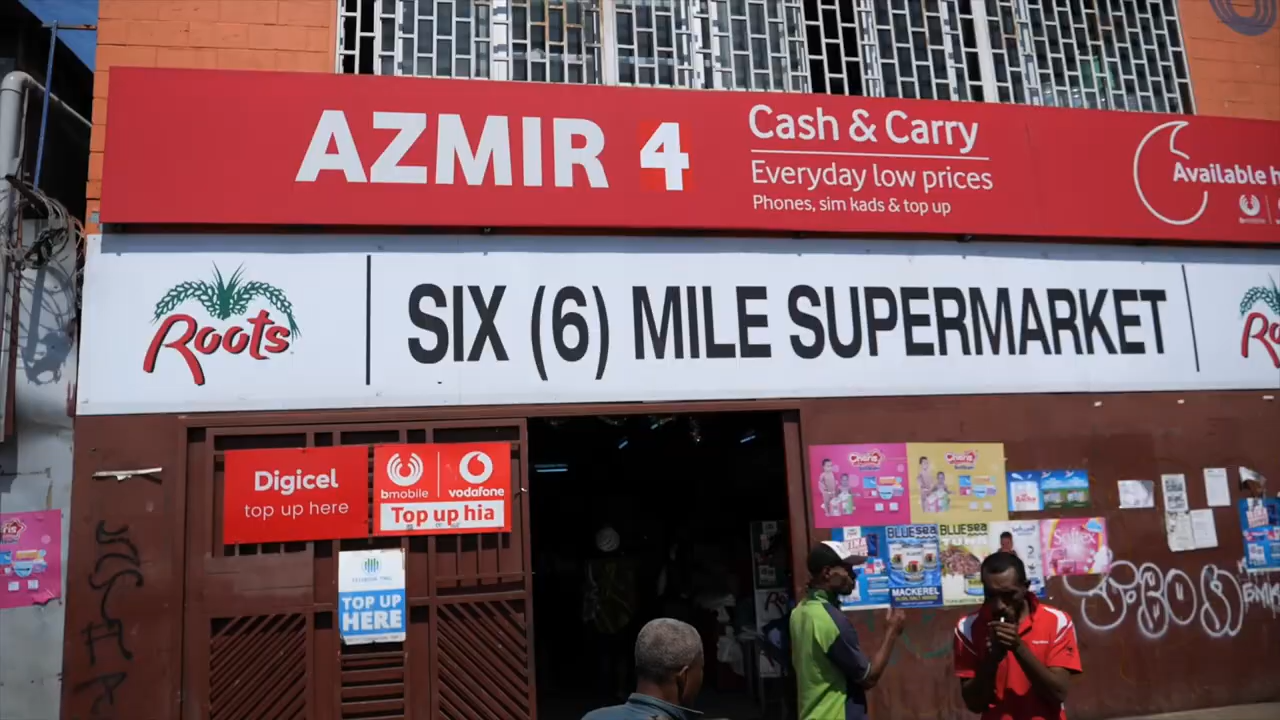 AZMIR 4
Cash & Carry
Everyday low prices
Phones, sim kads & top up
Available h
Roots
SIX (6) MILE SUPERMARKET
Roots
Digicel
top up here
bmobile
vodafone
Top up hia
TOP UP
HERE
BLUESea
MACKEREL
BLUESea
TUNA
Softex